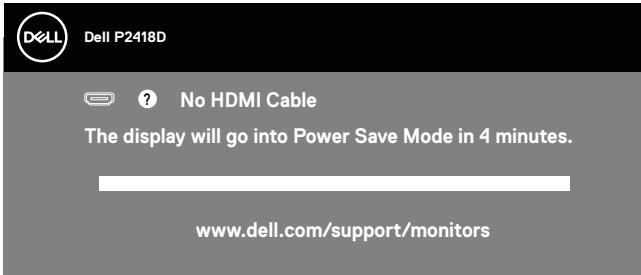 DELL
Dell P2418D
? No HDMI Cable
The display will go into Power Save Mode in 4 minutes.
www.dell.com/support/monitors